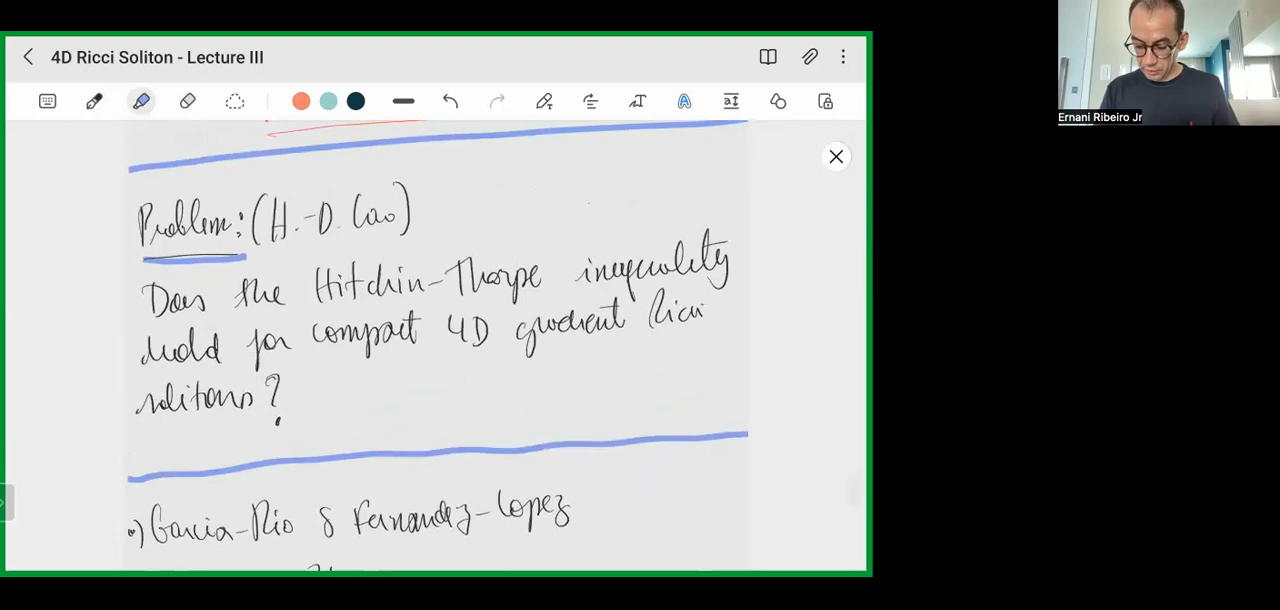 4D Ricci Soliton - Lecture III
Ernani Ribeiro Jr
Problem: (H.-D. Cao)
Does the Hitchin-Thorpe inequality
hold for compact 4D gradient Ricci
solitons?
•) Garcia-Rio & Fernandez-Lopez